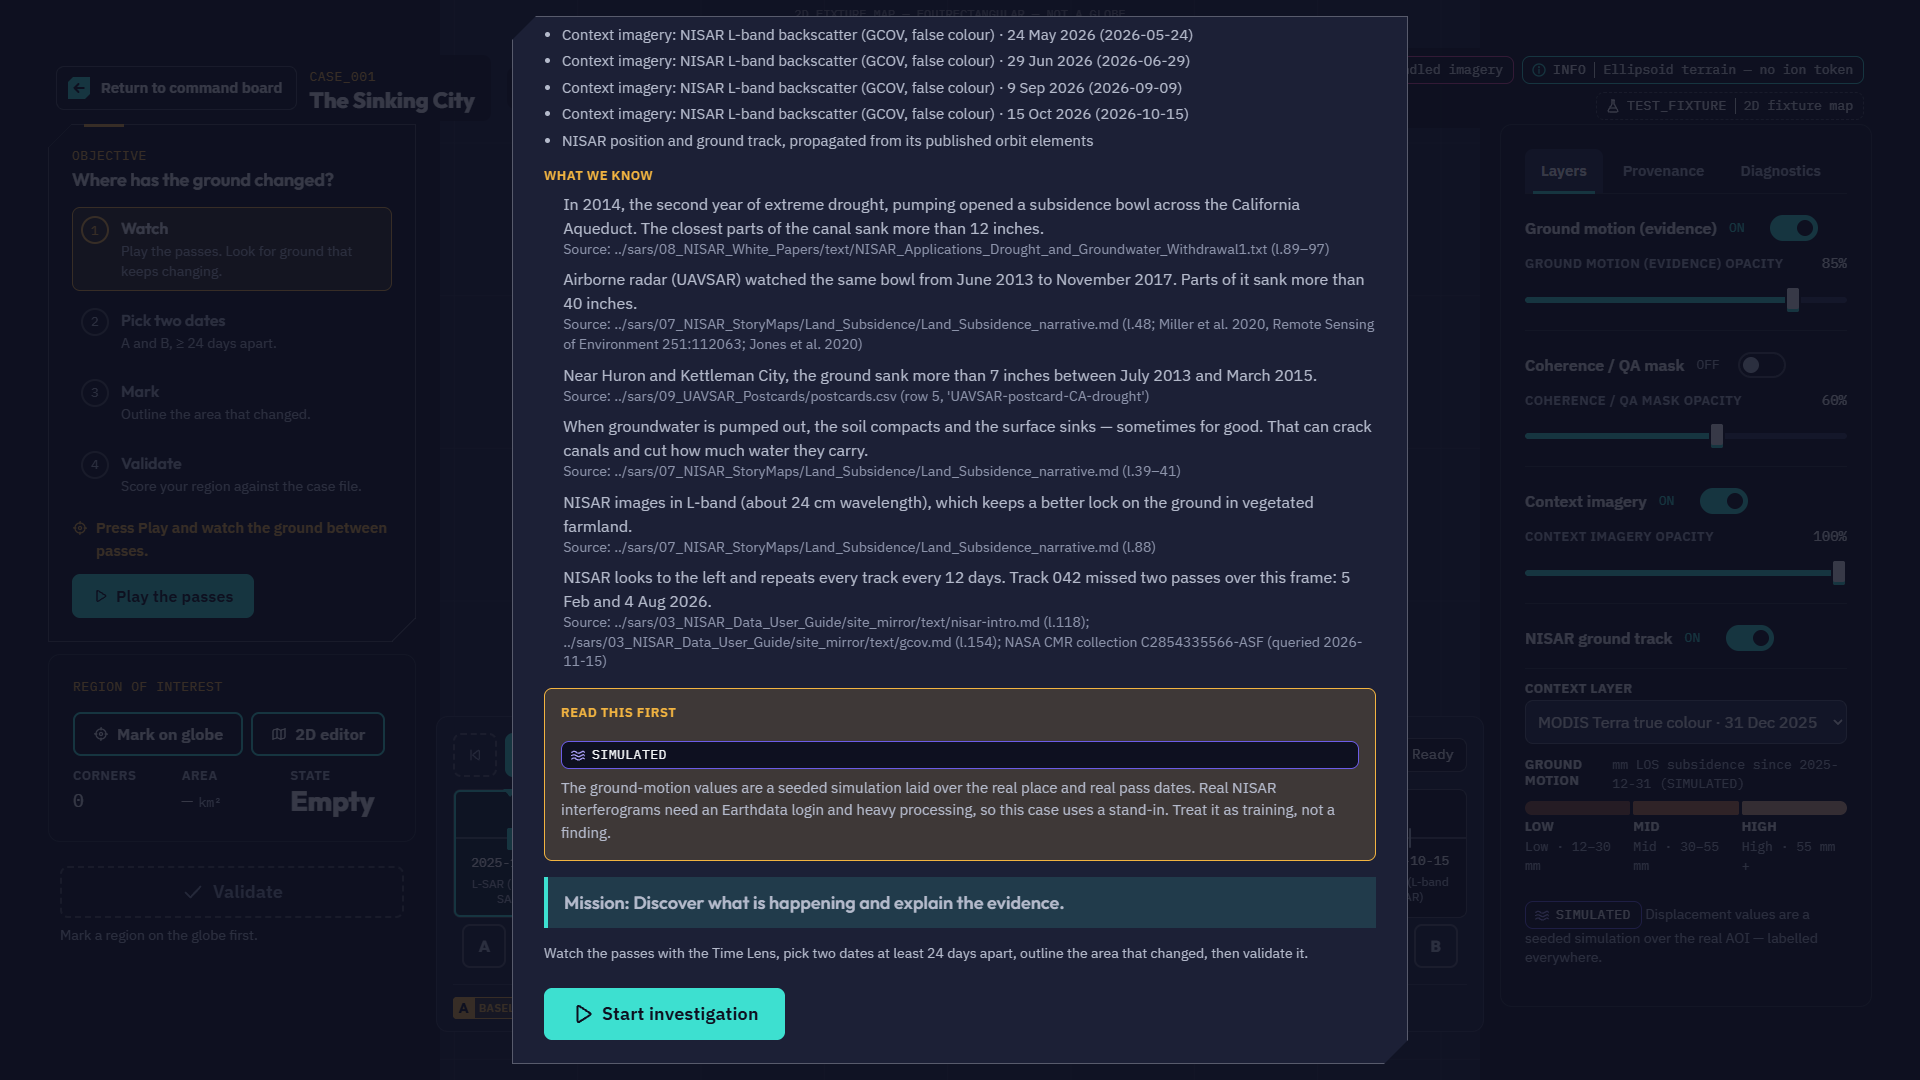 2D FIXTURE MAP — EQUIRECTANGULAR — NOT A GLOBE
Return to command board
CASE_001
The Sinking City
dled imagery
INFO
Ellipsoid terrain — no ion token
TEST_FIXTURE
2D fixture map
OBJECTIVE
Where has the ground changed?
1
Watch
Play the passes. Look for ground that
keeps changing.
2
Pick two dates
A and B, ≥ 24 days apart.
3
Mark
Outline the area that changed.
4
Validate
Score your region against the case file.
Press Play and watch the ground between
passes.
Play the passes
REGION OF INTEREST
Mark on globe
2D editor
CORNERS
AREA
STATE
0
— km²
Empty
Validate
Mark a region on the globe first.
• Context imagery: NISAR L-band backscatter (GCOV, false colour) · 24 May 2026 (2026-05-24)
• Context imagery: NISAR L-band backscatter (GCOV, false colour) · 29 Jun 2026 (2026-06-29)
• Context imagery: NISAR L-band backscatter (GCOV, false colour) · 9 Sep 2026 (2026-09-09)
• Context imagery: NISAR L-band backscatter (GCOV, false colour) · 15 Oct 2026 (2026-10-15)
• NISAR position and ground track, propagated from its published orbit elements
WHAT WE KNOW
In 2014, the second year of extreme drought, pumping opened a subsidence bowl across the California
Aqueduct. The closest parts of the canal sank more than 12 inches.
Source: ../sars/08_NISAR_White_Papers/text/NISAR_Applications_Drought_and_Groundwater_Withdrawal1.txt (l.89–97)
Airborne radar (UAVSAR) watched the same bowl from June 2013 to November 2017. Parts of it sank more than
40 inches.
Source: ../sars/07_NISAR_StoryMaps/Land_Subsidence/Land_Subsidence_narrative.md (l.48; Miller et al. 2020, Remote Sensing
of Environment 251:112063; Jones et al. 2020)
Near Huron and Kettleman City, the ground sank more than 7 inches between July 2013 and March 2015.
Source: ../sars/09_UAVSAR_Postcards/postcards.csv (row 5, 'UAVSAR-postcard-CA-drought')
When groundwater is pumped out, the soil compacts and the surface sinks — sometimes for good. That can crack
canals and cut how much water they carry.
Source: ../sars/07_NISAR_StoryMaps/Land_Subsidence/Land_Subsidence_narrative.md (l.39–41)
NISAR images in L-band (about 24 cm wavelength), which keeps a better lock on the ground in vegetated
farmland.
Source: ../sars/07_NISAR_StoryMaps/Land_Subsidence/Land_Subsidence_narrative.md (l.88)
NISAR looks to the left and repeats every track every 12 days. Track 042 missed two passes over this frame: 5
Feb and 4 Aug 2026.
Source: ../sars/03_NISAR_Data_User_Guide/site_mirror/text/nisar-intro.md (l.118);
../sars/03_NISAR_Data_User_Guide/site_mirror/text/gcov.md (l.154); NASA CMR collection C2854335566-ASF (queried 2026-
11-15)
READ THIS FIRST
SIMULATED
The ground-motion values are a seeded simulation laid over the real place and real pass dates. Real NISAR
interferograms need an Earthdata login and heavy processing, so this case uses a stand-in. Treat it as training, not a
finding.
Mission: Discover what is happening and explain the evidence.
Watch the passes with the Time Lens, pick two dates at least 24 days apart, outline the area that changed, then validate it.
Start investigation
2025-
L-SAR (
SA
A
A BASEL
Ready
10-15
(L-band
AR)
B
Layers
Provenance
Diagnostics
Ground motion (evidence) ON
GROUND MOTION (EVIDENCE) OPACITY 85%
Coherence / QA mask OFF
COHERENCE / QA MASK OPACITY 60%
Context imagery ON
CONTEXT IMAGERY OPACITY 100%
NISAR ground track ON
CONTEXT LAYER
MODIS Terra true colour · 31 Dec 2025
GROUND
MOTION
mm LOS subsidence since 2025-
12-31 (SIMULATED)
LOW
MID
HIGH
Low · 12–30
mm
Mid · 30–55
mm
High · 55 mm
+
SIMULATED Displacement values are a
seeded simulation over the real AOI — labelled
everywhere.